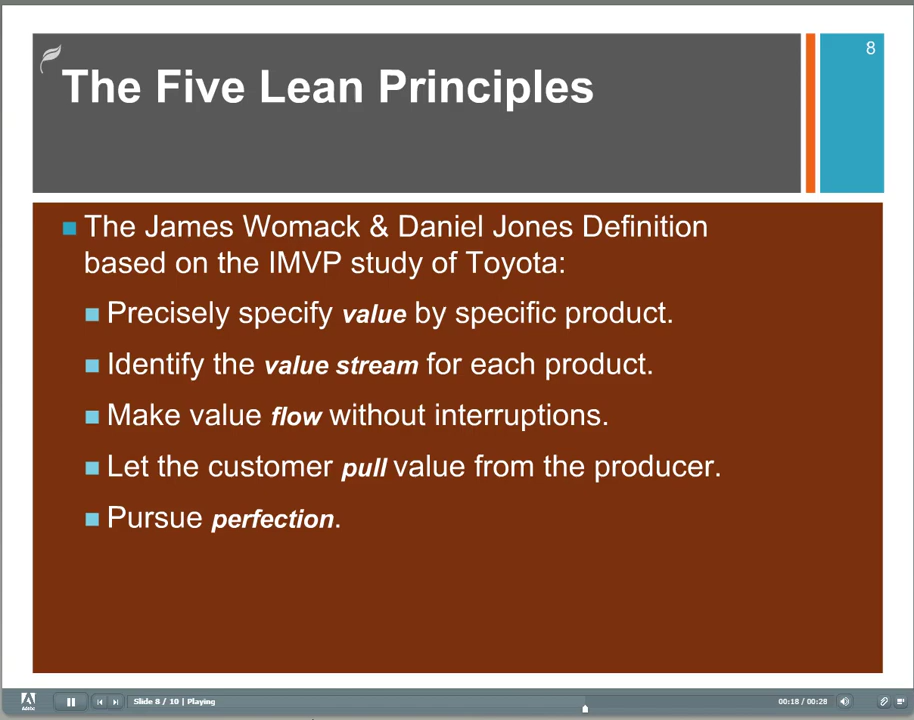 8
The Five Lean Principles
The James Womack & Daniel Jones Definition
based on the IMVP study of Toyota:
Precisely specify value by specific product.
Identify the value stream for each product.
Make value flow without interruptions.
Let the customer pull value from the producer.
Pursue perfection.
Adobe
Slide 8 / 10 | Playing
00:18 / 00:28